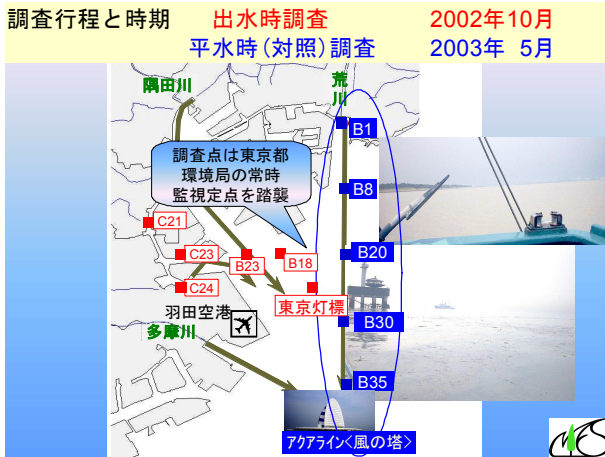 調査行程と時期 出水時調査 2002年10月
平水時(対照)調査 2003年 5月
隅田川
荒川
B1
調査点は東京都
環境局の常時
監視定点を踏襲
B8
C21
C23
B23
B18
B20
C24
東京灯標
羽田空港
B30
多摩川
B35
アクアライン<風の塔>
MES